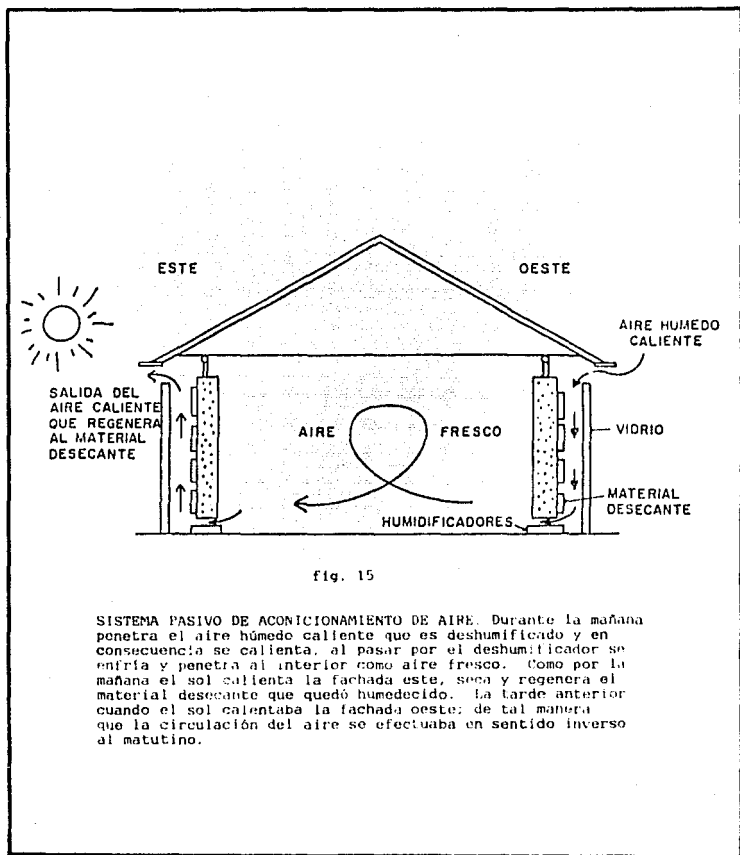 ESTE
OESTE
AIRE HUMEDO
CALIENTE
SALIDA DEL
AIRE CALIENTE
QUE REGENERA
AL MATERIAL
DESECANTE
AIRE FRESCO
VIDRIO
MATERIAL
DESECANTE
HUMIDIFICADORES
fig. 15
SISTEMA PASIVO DE ACONICIONAMIENTO DE AIRE. Durante la mañana
penetra el aire húmedo caliente que es deshumificado y en
consecuencia se calienta, al pasar por el deshumificador se
enfría y penetra al interior como aire fresco. Como por la
mañana el sol calienta la fachada este, seca y regenera el
material desecante que quedó humedecido. La tarde anterior
cuando el sol calentaba la fachada oeste; de tal manera
que la circulación del aire se efectuaba en sentido inverso
al matutino.